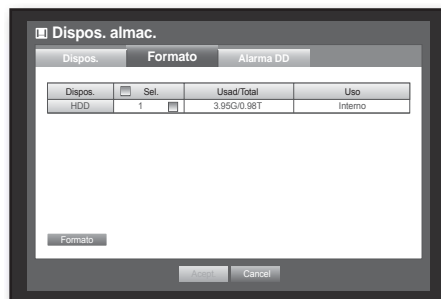 Dispos. almac.
Dispos. Formato Alarma DD
Dispos. Sel. Usad/Total Uso
HDD 1 3.95G/0.98T Interno
Formato
Acept Cancel